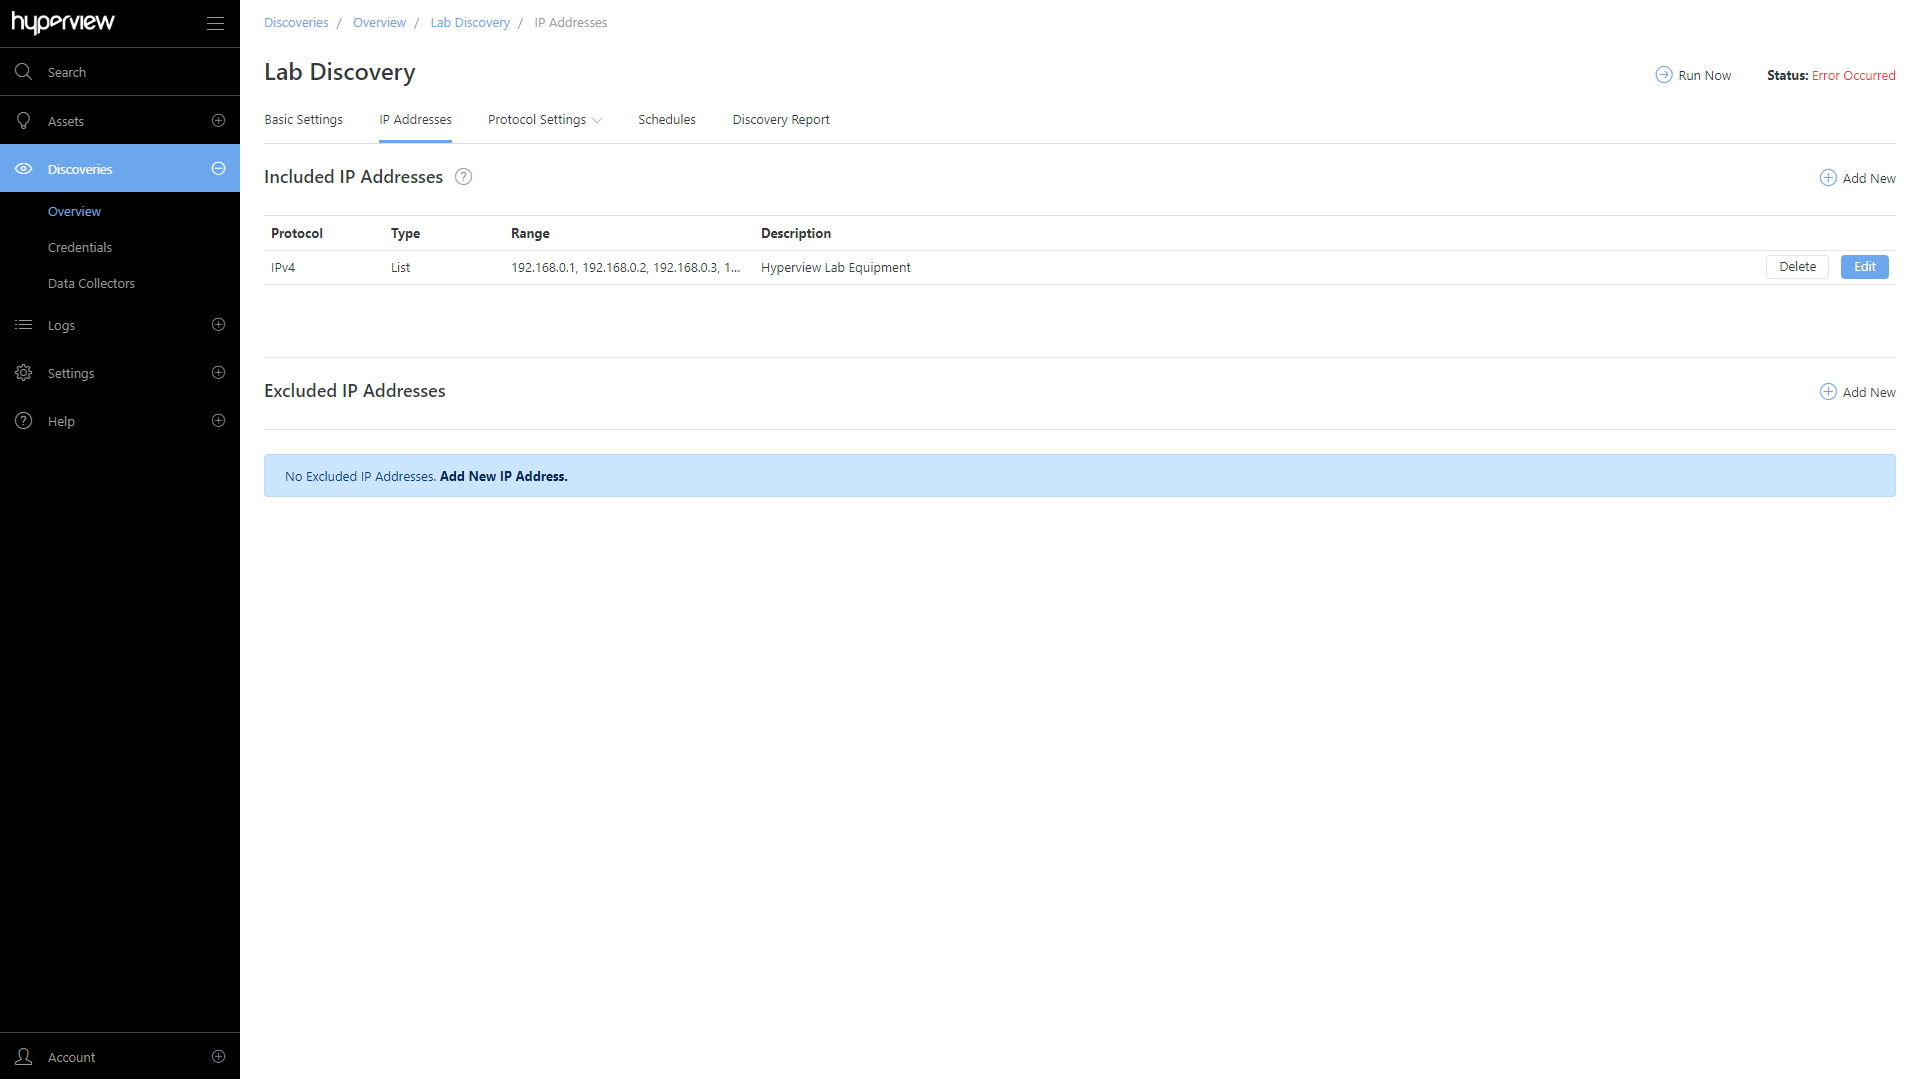 hyperview
Search
Assets
Discoveries
Overview
Credentials
Data Collectors
Logs
Settings
Help
Account
Discoveries / Overview / Lab Discovery / IP Addresses
Lab Discovery
Run Now
Status: Error Occurred
Basic Settings IP Addresses Protocol Settings Schedules Discovery Report
Included IP Addresses ?
Add New
Protocol Type Range Description
IPv4 List 192.168.0.1, 192.168.0.2, 192.168.0.3, 1... Hyperview Lab Equipment Delete Edit
Excluded IP Addresses
Add New
No Excluded IP Addresses. Add New IP Address.